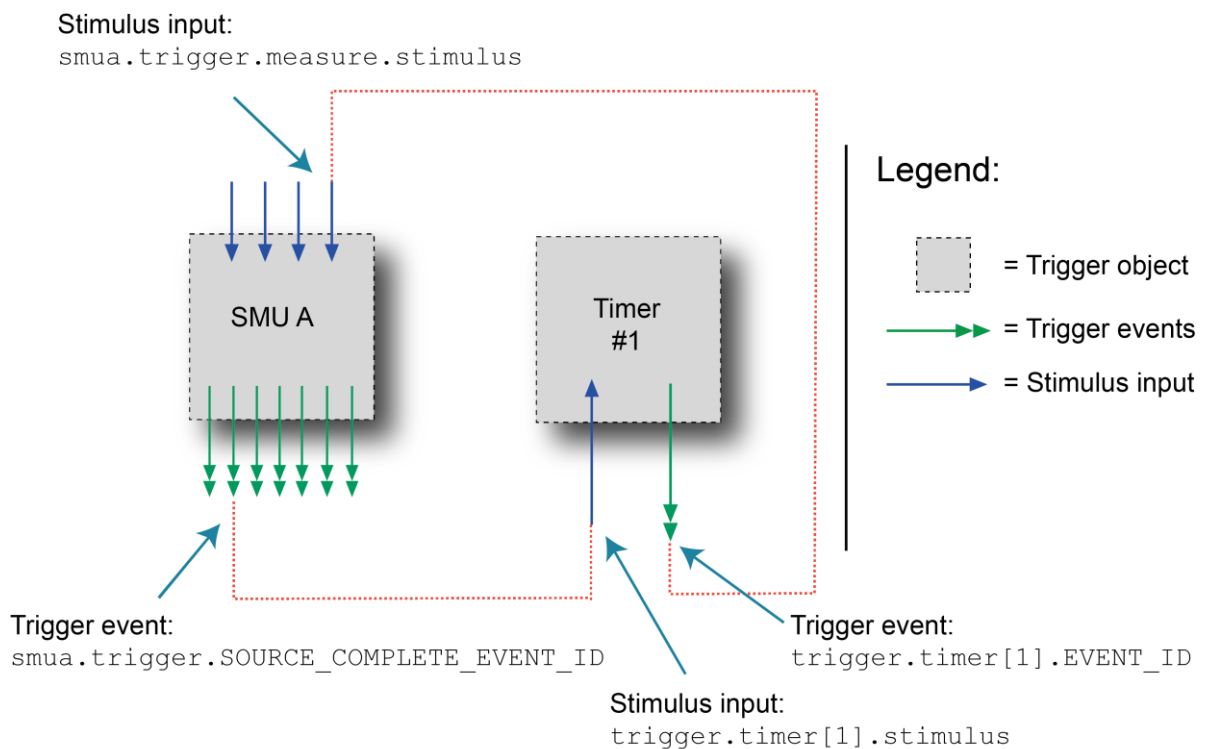 Stimulus input:
smua.trigger.measure.stimulus
Legend:
SMU A
Timer
#1
= Trigger object
= Trigger events
= Stimulus input
Trigger event:
smua.trigger.SOURCE_COMPLETE_EVENT_ID
Trigger event:
trigger.timer[1].EVENT_ID
Stimulus input:
trigger.timer[1].stimulus